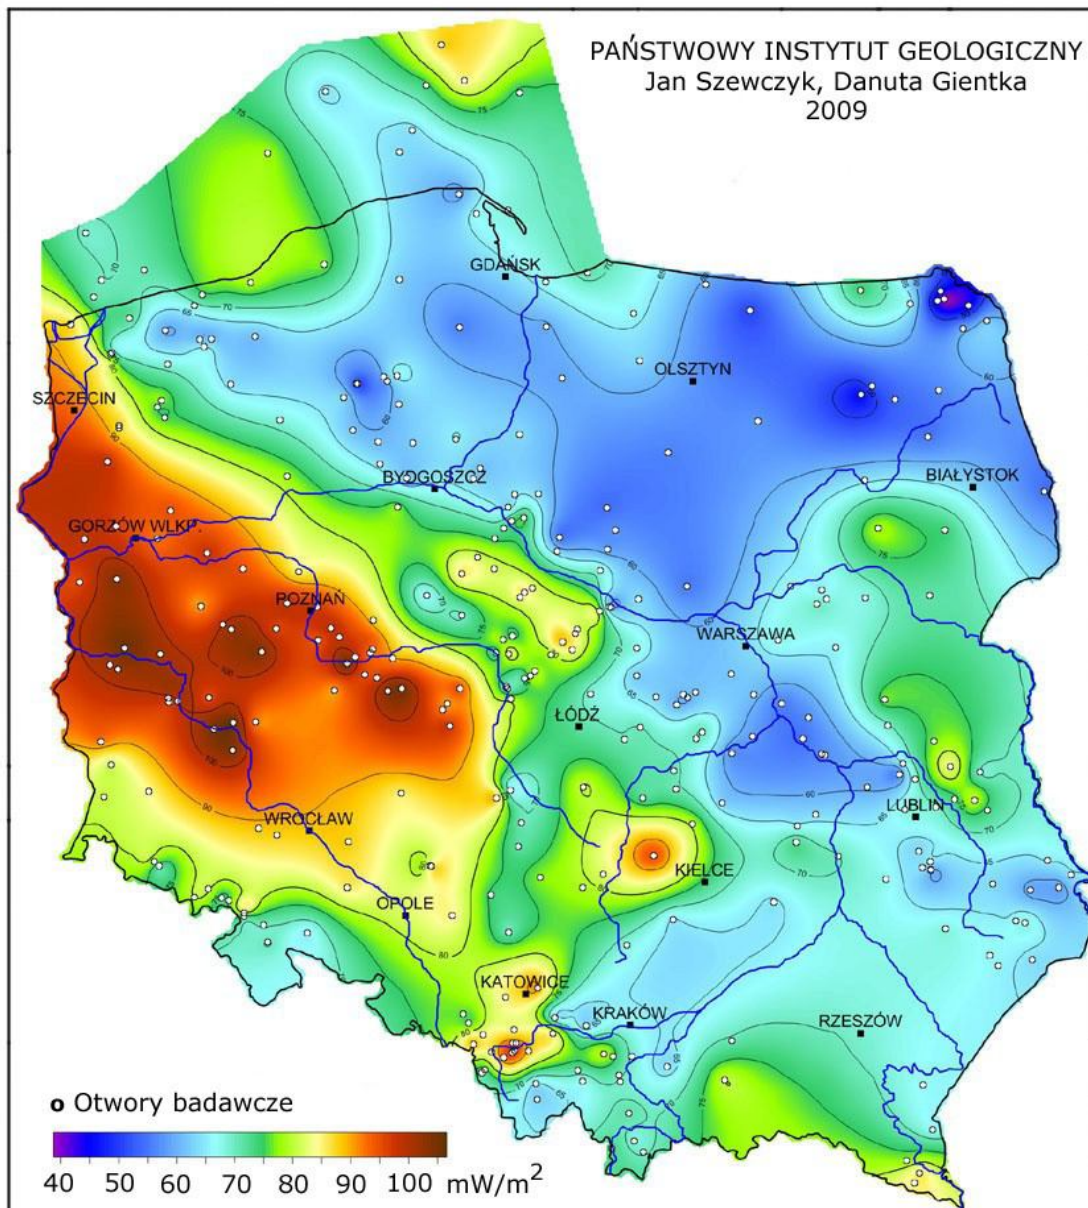 PAŃSTWOWY INSTYTUT GEOLOGICZNY
Jan Szewczyk, Danuta Gientka
2009
GDAŃSK
OLSZTYN
SZCZECIN
BYDGOSZCZ
BIAŁYSTOK
GORZÓW WLKP.
POZNAŃ
WARSZAWA
ŁÓDŹ
LUBLIN
WROCŁAW
KIELCE
OPOLE
KATOWICE
KRAKÓW
RZESZÓW
o Otwory badawcze
40 50 60 70 80 90 100 mW/m²